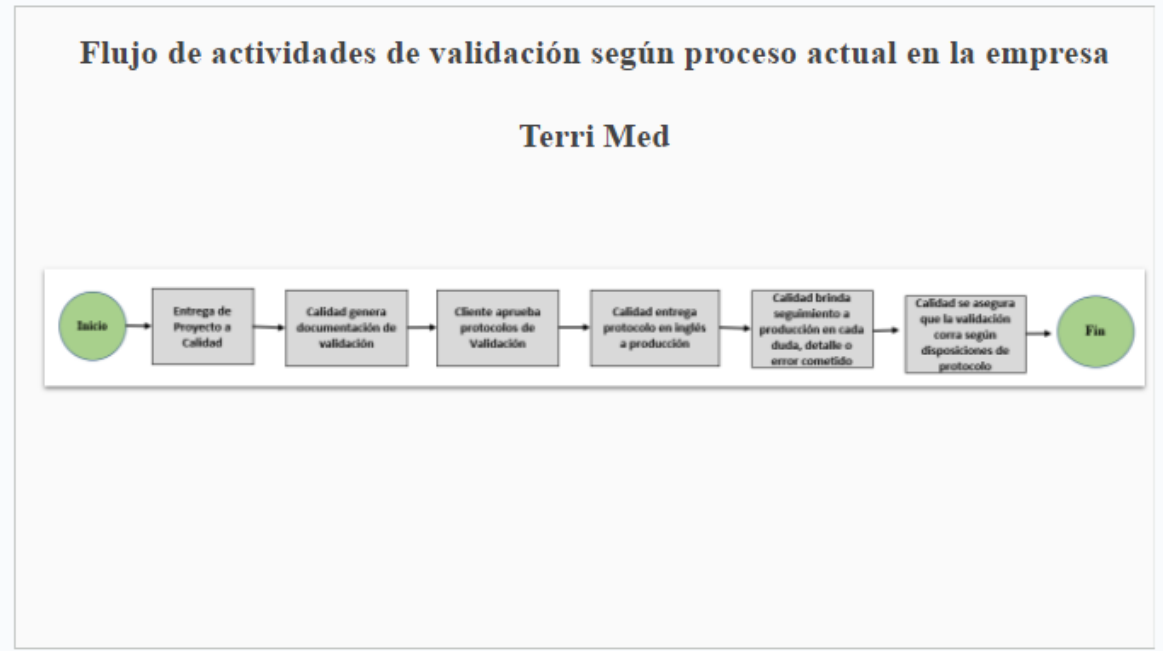 Flujo de actividades de validación según proceso actual en la empresa
Terri Med
Inicio
Entrega de
Proyecto a
Calidad
Calidad genera
documentación de
validación
Cliente aprueba
protocolos de
Validación
Calidad entrega
protocolo en inglés
a producción
Calidad brinda
seguimiento a
producción en cada
duda, detalle o
error cometido
Calidad se asegura
que la validación
corra según
disposiciones de
protocolo
Fin